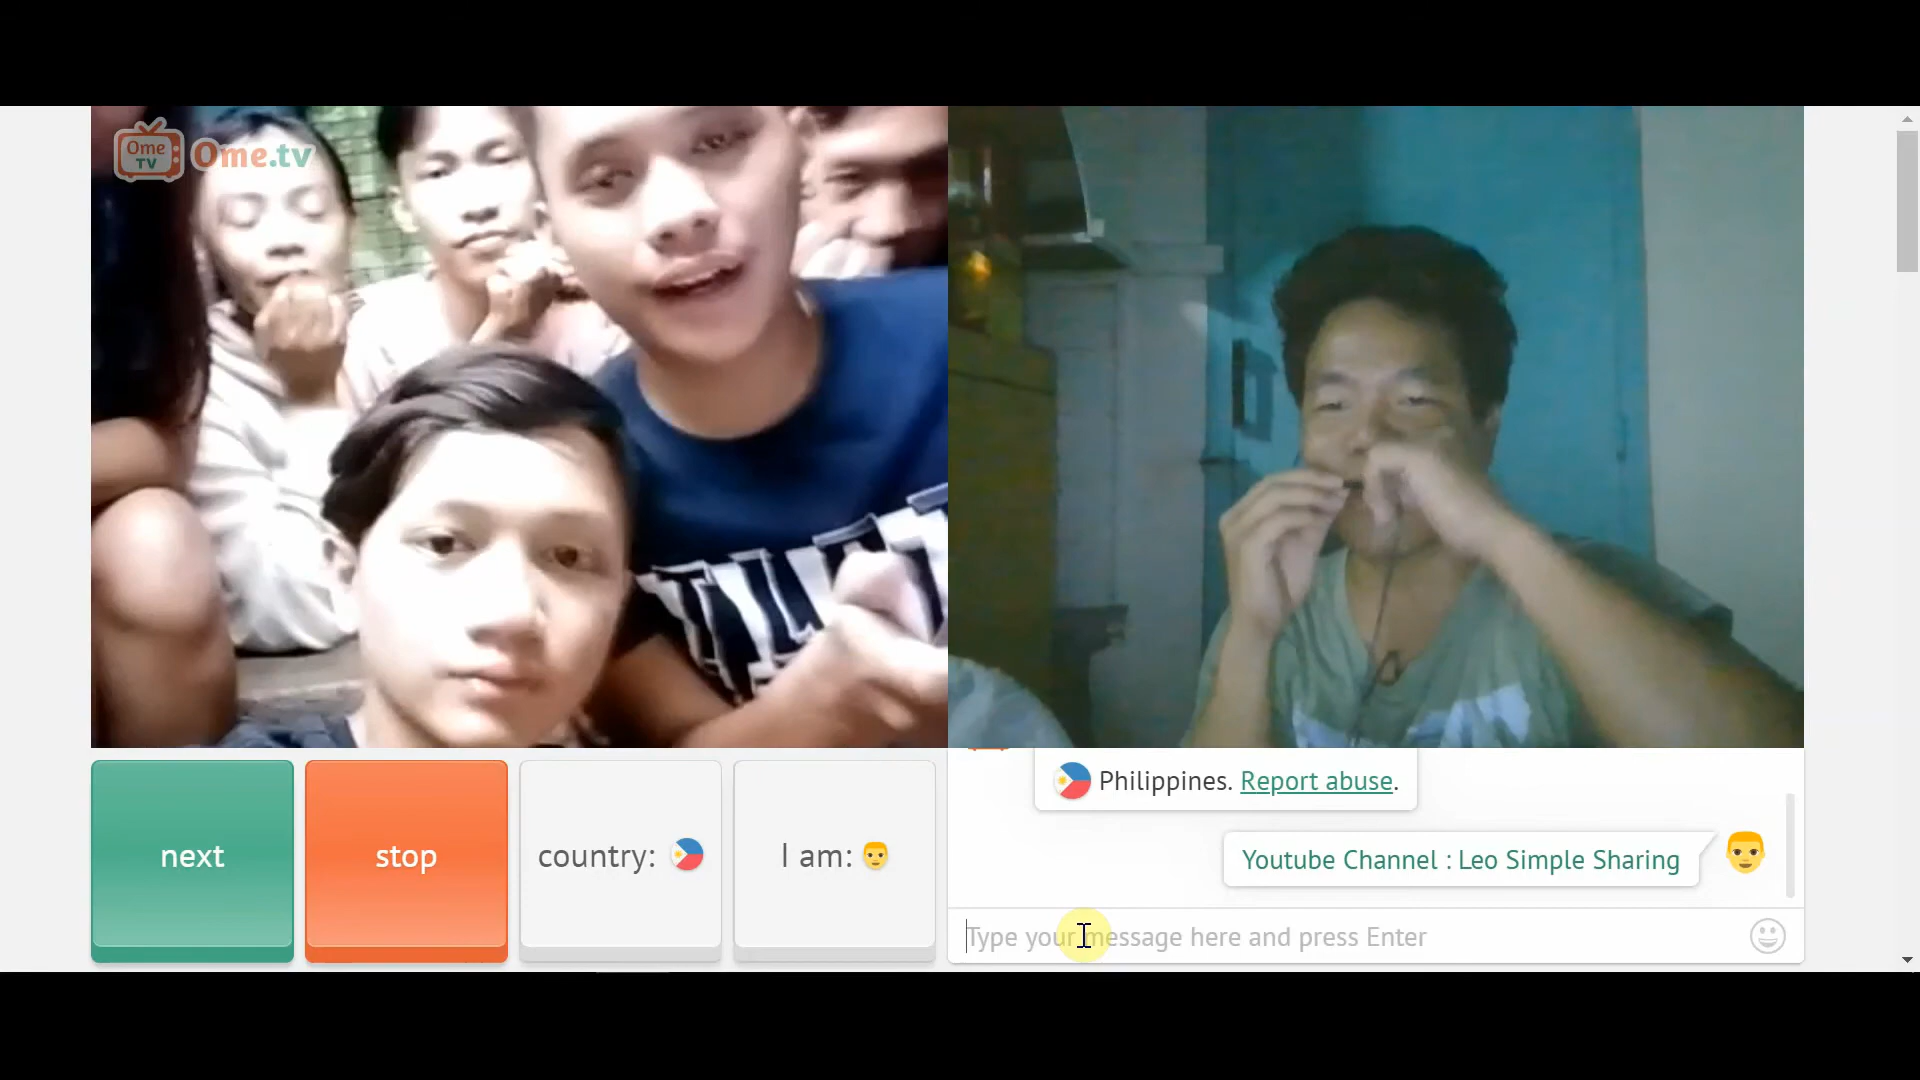 Ome TV Ome.tv
Philippines. Report abuse.
Youtube Channel : Leo Simple Sharing
next
stop
country:
I am:
Type your message here and press Enter